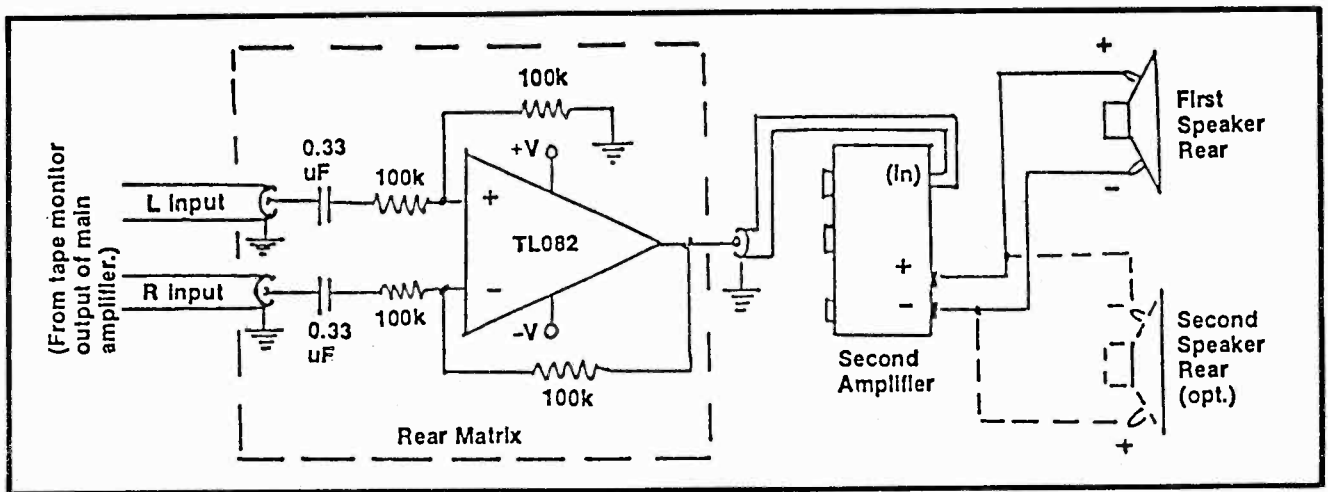 (From tape monitor
output of main
amplifier.)
L Input
R Input
0.33
uF
100k
100k
+V
+
TL082
−
−V
0.33
uF
100k
100k
Rear Matrix
(in)
+
−
Second
Amplifier
+
−
First
Speaker
Rear
−
+
Second
Speaker
Rear
(opt.)